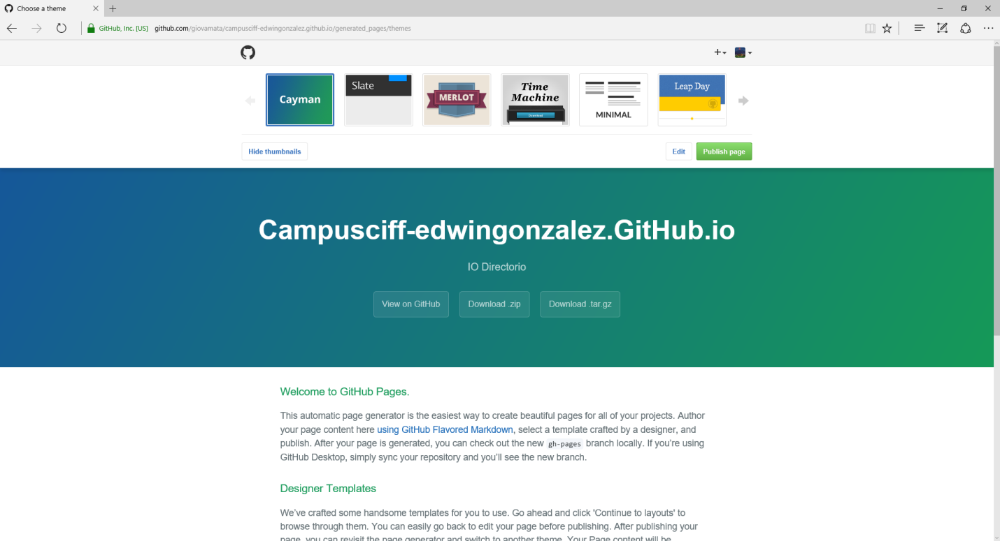 Choose a theme
GitHub, Inc. [US] github.com/giovamata/campusciff-edwingonzalez.github.io/generated_pages/themes
Cayman
Slate
MERLOT
Time
Machine
Download
MINIMAL
Leap Day
Hide thumbnails
Edit
Publish page
Campusciff-edwingonzalez.GitHub.io
IO Directorio
View on GitHub
Download .zip
Download .tar.gz
Welcome to GitHub Pages.
This automatic page generator is the easiest way to create beautiful pages for all of your projects. Author
your page content here using GitHub Flavored Markdown, select a template crafted by a designer, and
publish. After your page is generated, you can check out the new gh-pages branch locally. If you're using
GitHub Desktop, simply sync your repository and you'll see the new branch.
Designer Templates
We've crafted some handsome templates for you to use. Go ahead and click 'Continue to layouts' to
browse through them. You can easily go back to edit your page before publishing. After publishing your
page, you can revisit the page generator and switch to another theme. Your Page content will be